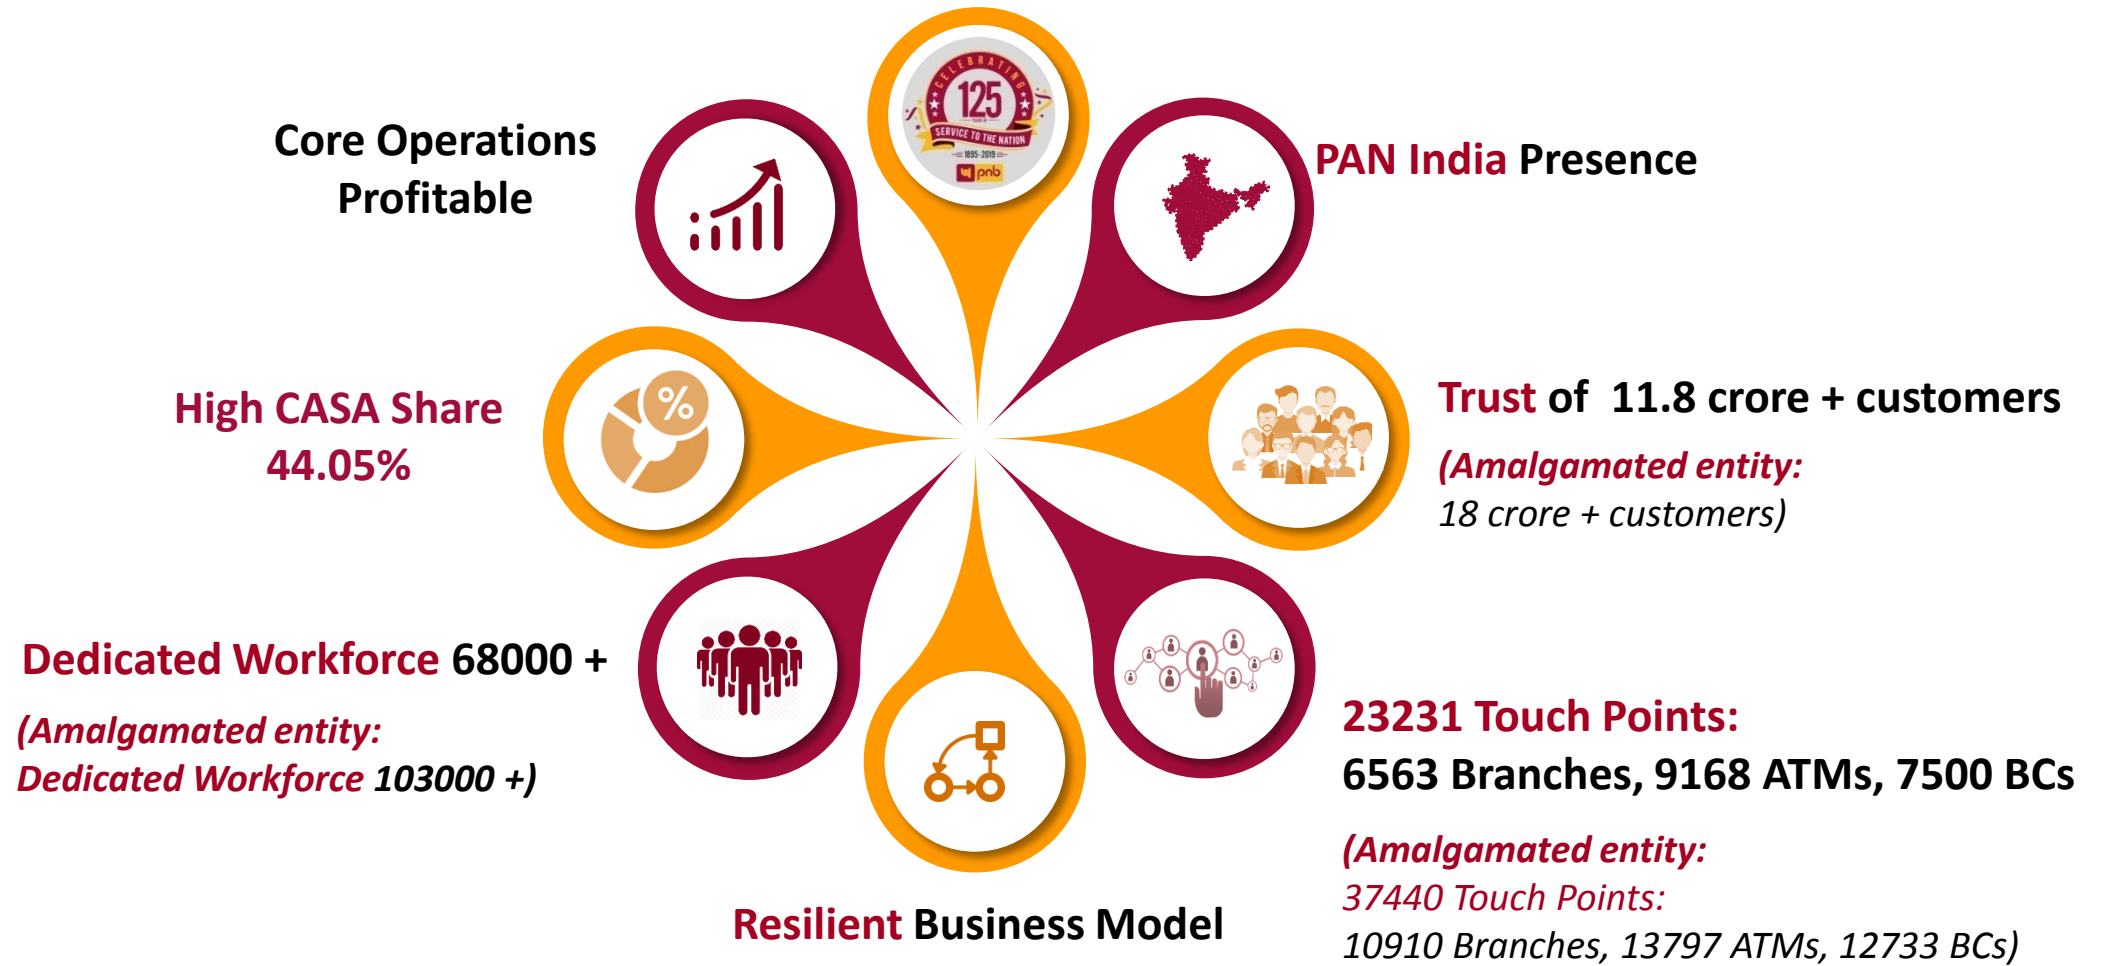 CELEBRATING
125
YEARS OF
SERVICE TO THE NATION
1895-2019
pnb
Core Operations
Profitable
PAN India Presence
High CASA Share
44.05%
%
Trust of 11.8 crore + customers
(Amalgamated entity:
18 crore + customers)
Dedicated Workforce 68000 +
(Amalgamated entity:
Dedicated Workforce 103000 +)
23231 Touch Points:
6563 Branches, 9168 ATMs, 7500 BCs
(Amalgamated entity:
37440 Touch Points:
10910 Branches, 13797 ATMs, 12733 BCs)
Resilient Business Model